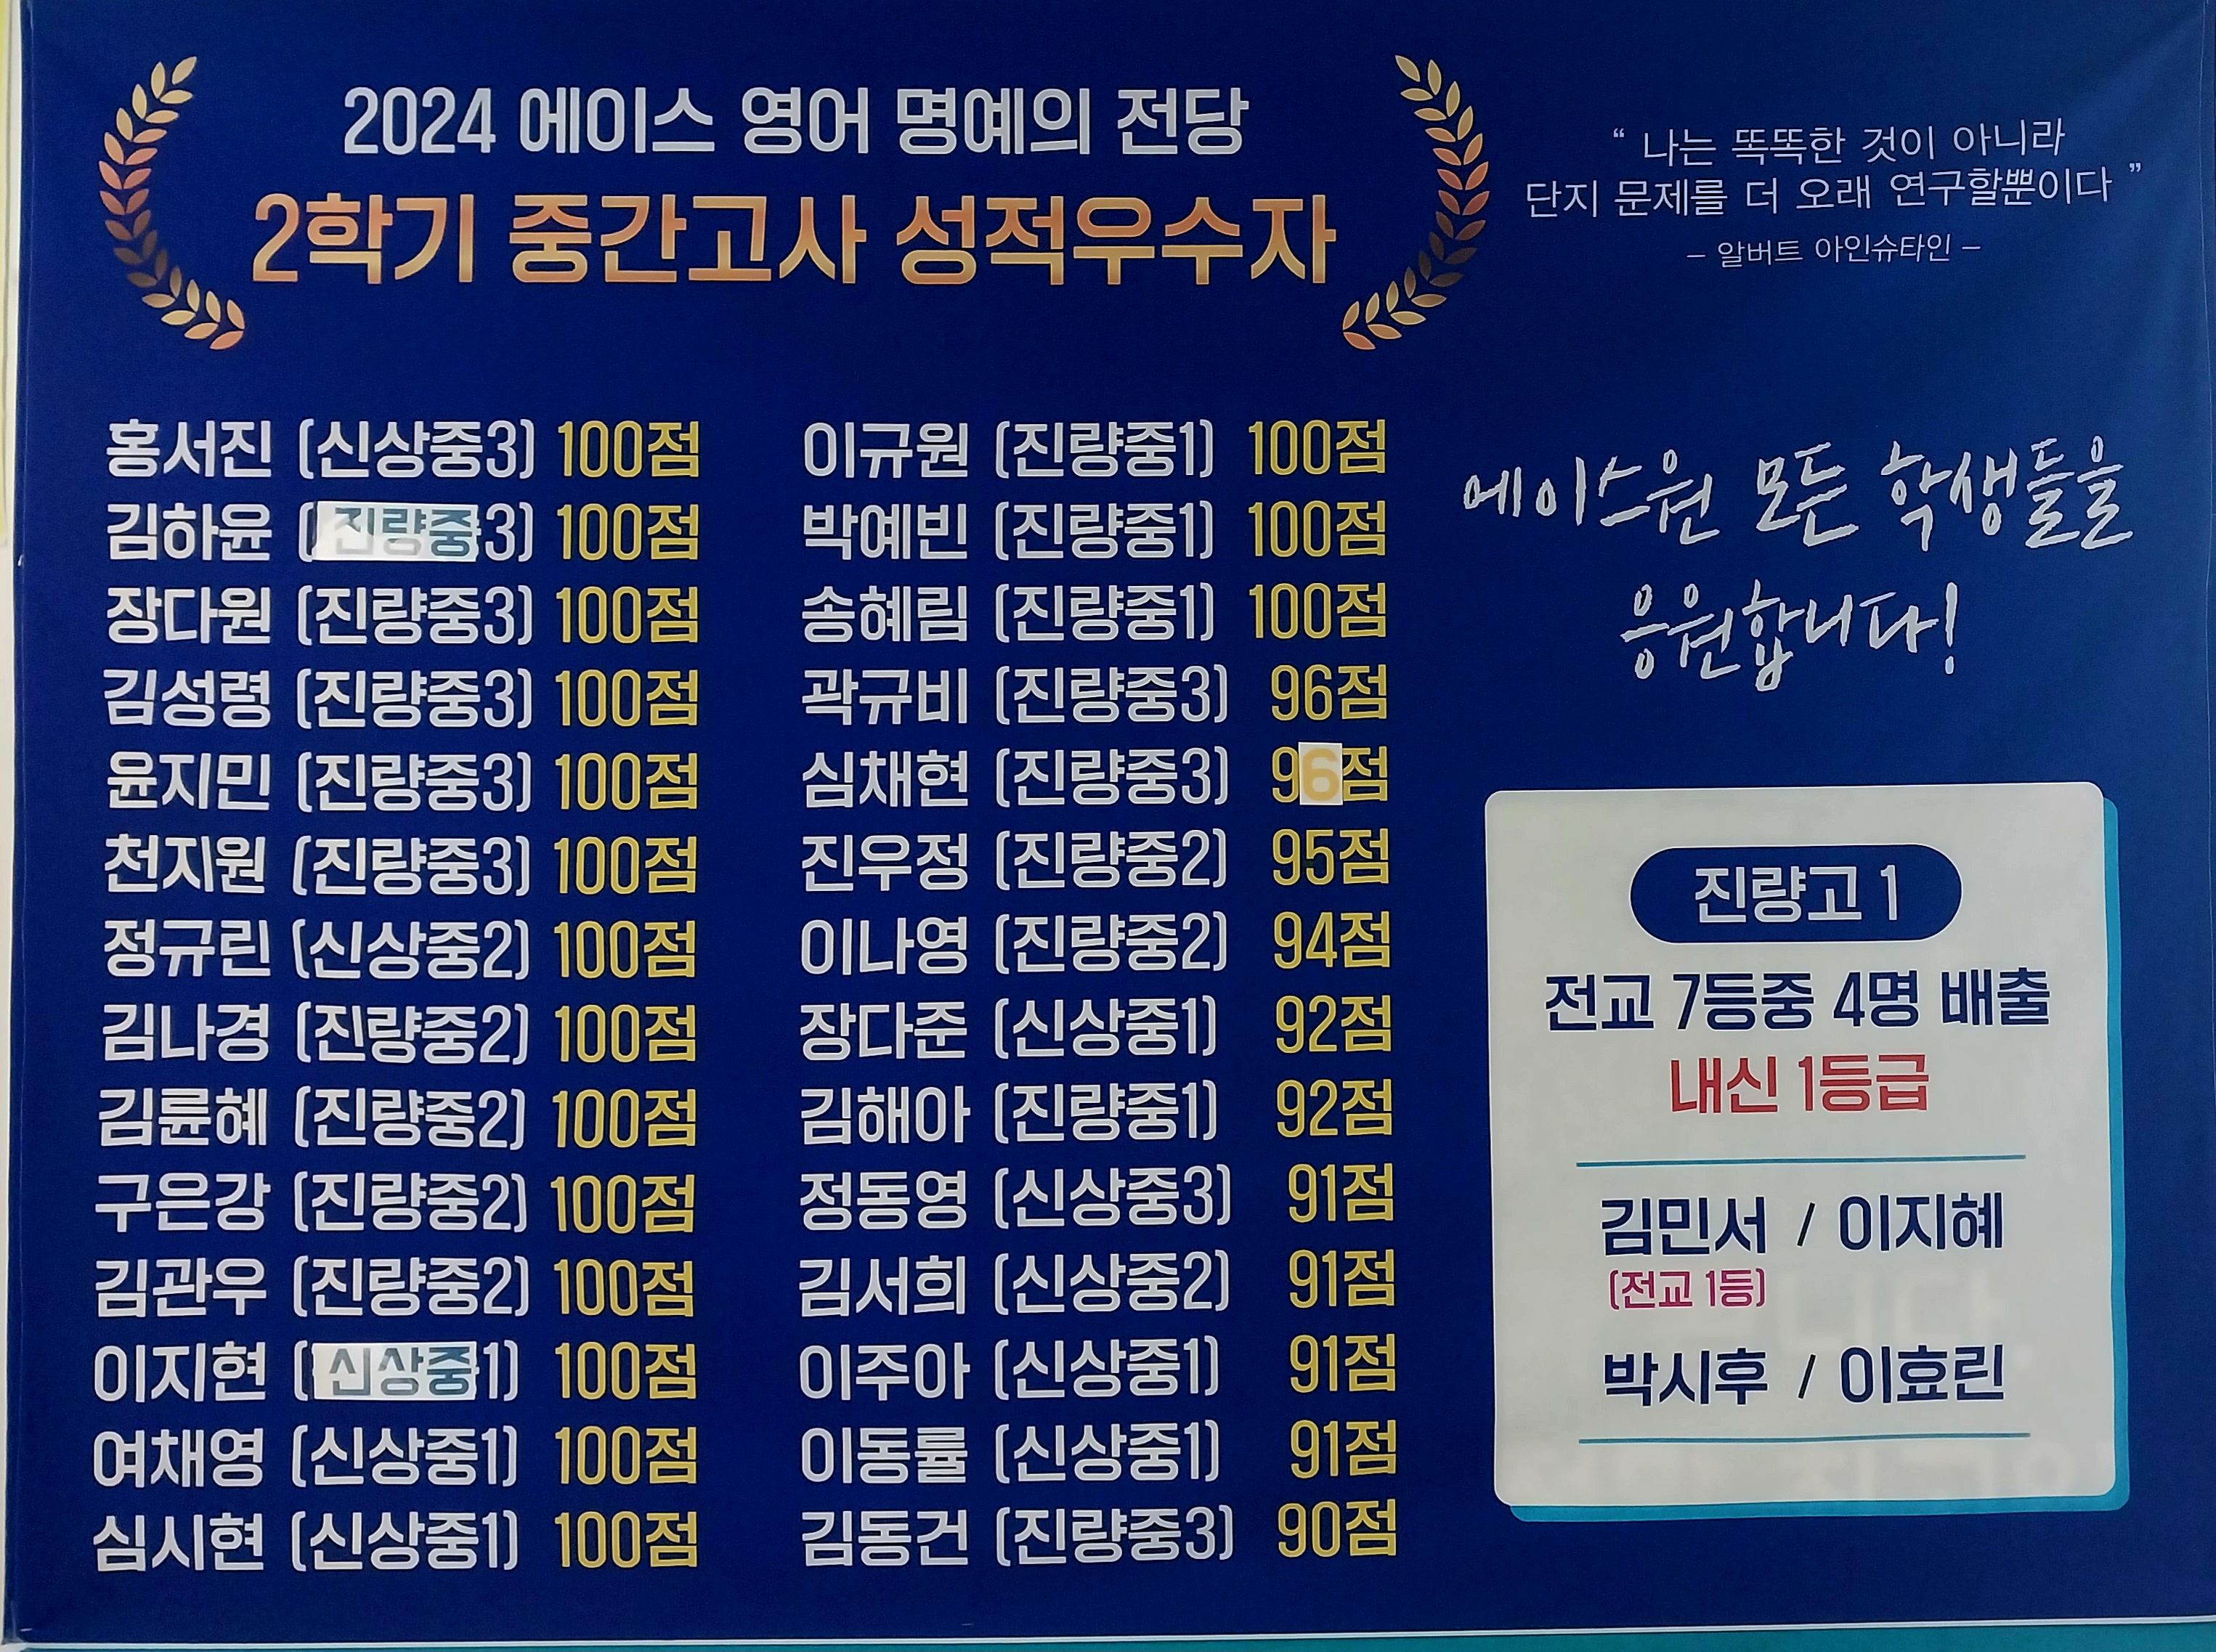 2024 에이스 영어 명예의 전당
2학기 중간고사 성적우수자
“ 나는 똑똑한 것이 아니라
단지 문제를 더 오래 연구할뿐이다 ”
– 알버트 아인슈타인 –
홍서진 (신상중3) 100점
김하윤 (진량중3) 100점
장다원 (진량중3) 100점
김성령 (진량중3) 100점
윤지민 (진량중3) 100점
천지원 (진량중3) 100점
정규린 (신상중2) 100점
김나경 (진량중2) 100점
김륜혜 (진량중2) 100점
구은강 (진량중2) 100점
김관우 (진량중2) 100점
이지현 (신상중1) 100점
여채영 (신상중1) 100점
심시현 (신상중1) 100점
이규원 (진량중1) 100점
박예빈 (진량중1) 100점
송혜림 (진량중1) 100점
곽규비 (진량중3) 96점
심채현 (진량중3) 96점
진우정 (진량중2) 95점
이나영 (진량중2) 94점
장다준 (신상중1) 92점
김해아 (진량중1) 92점
정동영 (신상중3) 91점
김서희 (신상중2) 91점
이주아 (신상중1) 91점
이동률 (신상중1) 91점
김동건 (진량중3) 90점
에이스원 모든 학생들을
응원합니다!
진량고 1
전교 7등중 4명 배출
내신 1등급
김민서 / 이지혜
(전교 1등)
박시후 / 이효린